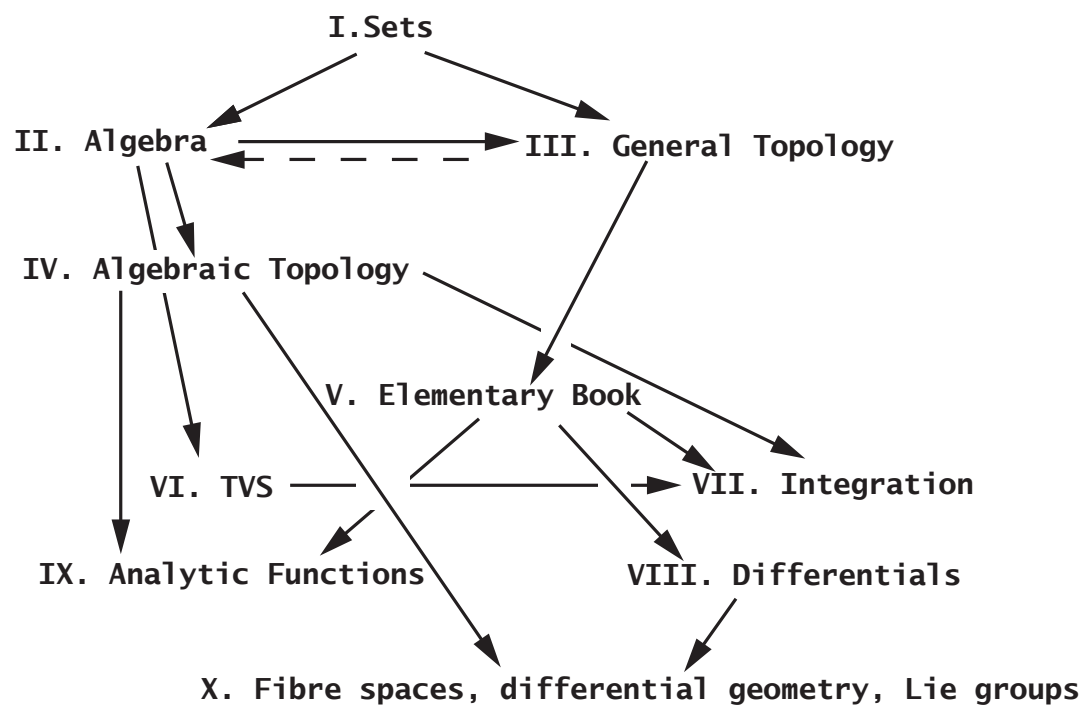 I.Sets
II. Algebra
III. General Topology
IV. Algebraic Topology
V. Elementary Book
VI. TVS
VII. Integration
IX. Analytic Functions
VIII. Differentials
X. Fibre spaces, differential geometry, Lie groups